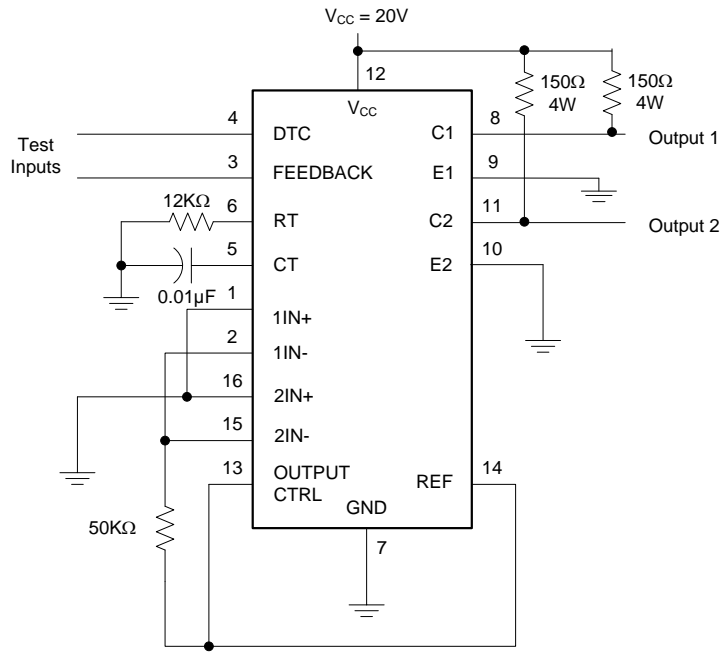 VCC = 20V
12
VCC
150Ω
4W
150Ω
4W
Test
Inputs
4
DTC
C1
8
Output 1
3
FEEDBACK
E1
9
12KΩ
6
RT
C2
11
Output 2
5
CT
E2
10
0.01µF
1
1IN+
2
1IN-
16
2IN+
15
2IN-
13
OUTPUT
CTRL
REF
14
GND
50KΩ
7